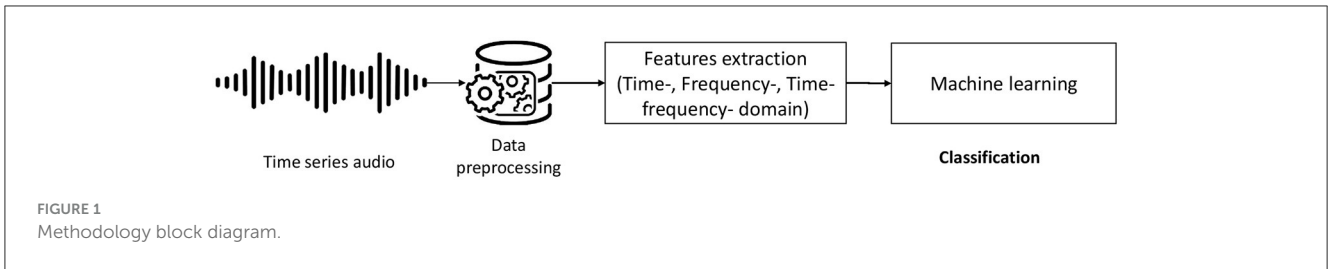 Time series audio
Data
preprocessing
Features extraction
(Time-, Frequency-, Time-
frequency- domain)
Machine learning
Classification
FIGURE 1
Methodology block diagram.